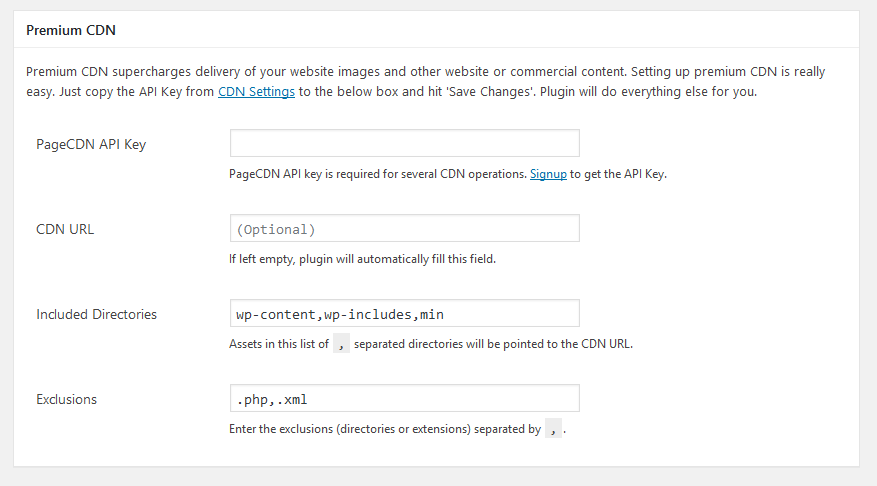 Premium CDN
Premium CDN supercharges delivery of your website images and other website or commercial content. Setting up premium CDN is really
easy. Just copy the API Key from CDN Settings to the below box and hit 'Save Changes'. Plugin will do everything else for you.
PageCDN API Key
PageCDN API key is required for several CDN operations. Signup to get the API Key.
CDN URL
(Optional)
If left empty, plugin will automatically fill this field.
Included Directories
wp-content,wp-includes,min
Assets in this list of , separated directories will be pointed to the CDN URL.
Exclusions
.php,.xml
Enter the exclusions (directories or extensions) separated by , .